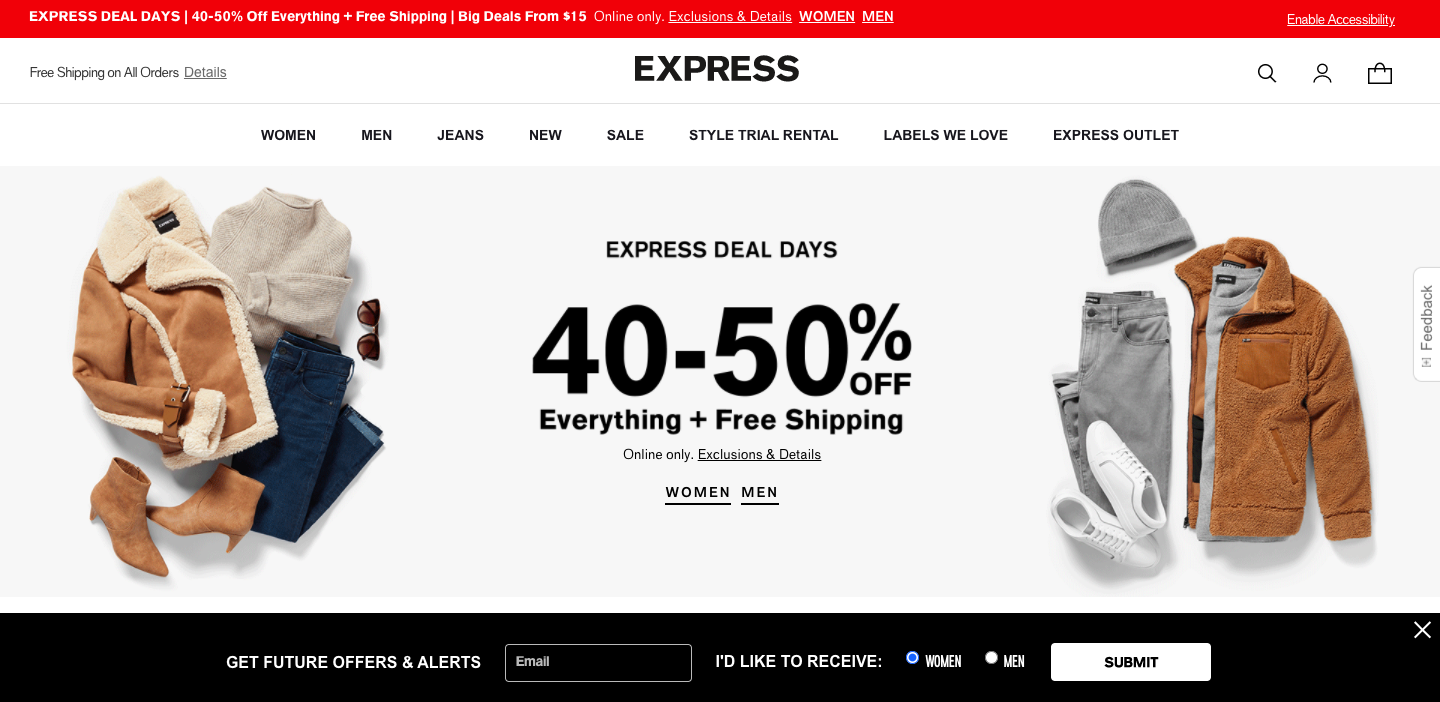 EXPRESS DEAL DAYS | 40-50% Off Everything + Free Shipping | Big Deals From $15 Online only. Exclusions & Details WOMEN MEN
Enable Accessibility
Free Shipping on All Orders Details
EXPRESS
WOMEN MEN JEANS NEW SALE STYLE TRIAL RENTAL LABELS WE LOVE EXPRESS OUTLET
EXPRESS DEAL DAYS
40-50% OFF
Everything + Free Shipping
Online only. Exclusions & Details
WOMEN MEN
EXPRESS
EXPRESS
Feedback
[+]
GET FUTURE OFFERS & ALERTS Email I'D LIKE TO RECEIVE: WOMEN MEN SUBMIT